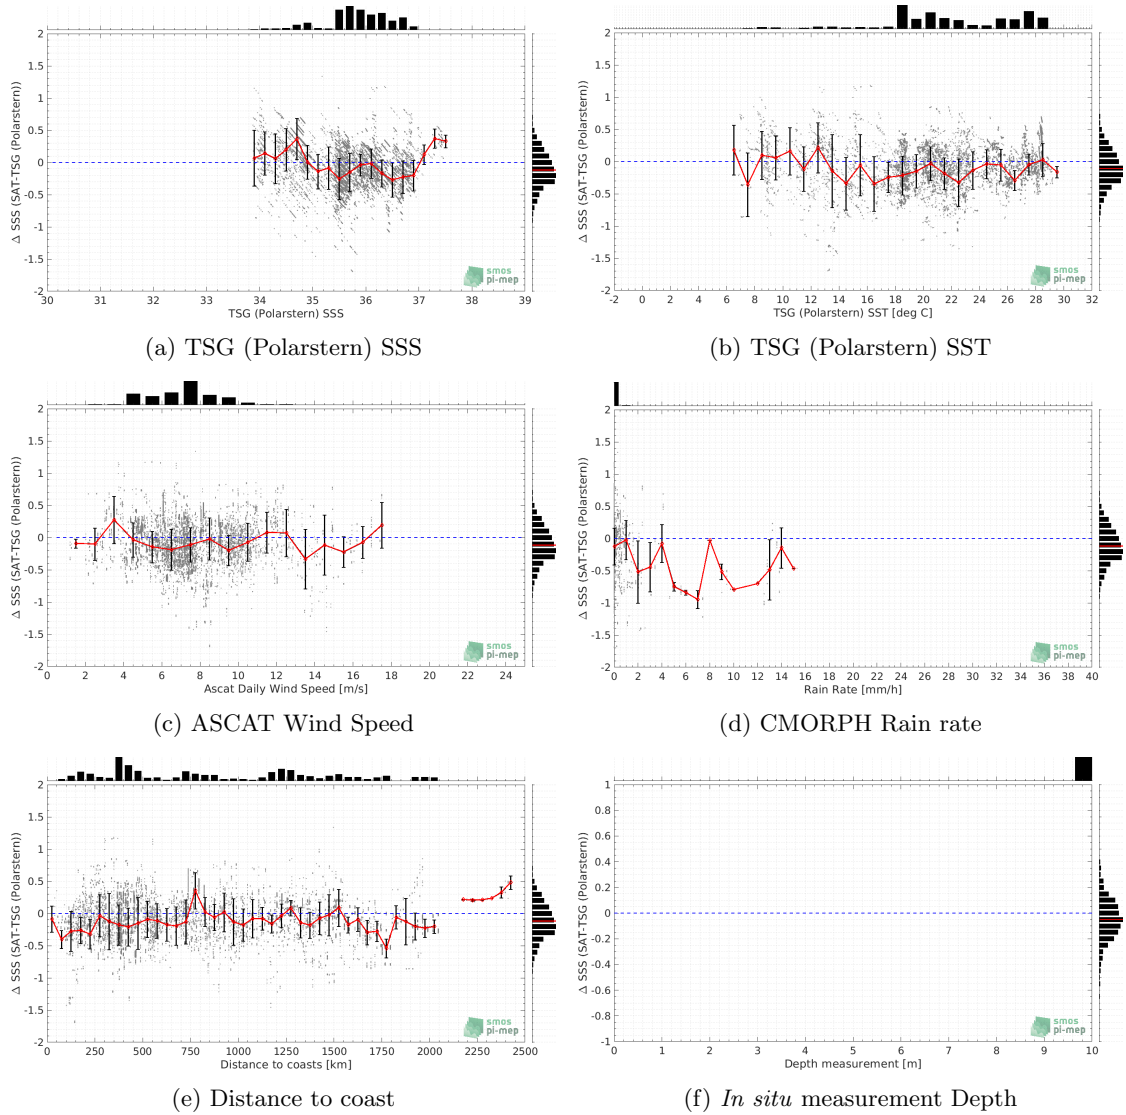 2
1.5
1
0.5
0
-0.5
-1
-1.5
-2
Δ SSS (SAT-TSG (Polarstern))
30 31 32 33 34 35 36 37 38 39
TSG (Polarstern) SSS
smos
pi-mep
(a) TSG (Polarstern) SSS
2
1.5
1
0.5
0
-0.5
-1
-1.5
-2
Δ SSS (SAT-TSG (Polarstern))
-2 0 2 4 6 8 10 12 14 16 18 20 22 24 26 28 30 32
TSG (Polarstern) SST [deg C]
smos
pi-mep
(b) TSG (Polarstern) SST
2
1.5
1
0.5
0
-0.5
-1
-1.5
-2
Δ SSS (SAT-TSG (Polarstern))
0 2 4 6 8 10 12 14 16 18 20 22 24
Ascat Daily Wind Speed [m/s]
smos
pi-mep
(c) ASCAT Wind Speed
2
1.5
1
0.5
0
-0.5
-1
-1.5
-2
Δ SSS (SAT-TSG (Polarstern))
0 2 4 6 8 10 12 14 16 18 20 22 24 26 28 30 32 34 36 38 40
Rain Rate [mm/h]
smos
pi-mep
(d) CMORPH Rain rate
2
1.5
1
0.5
0
-0.5
-1
-1.5
-2
Δ SSS (SAT-TSG (Polarstern))
0 250 500 750 1000 1250 1500 1750 2000 2250 2500
Distance to coasts [km]
smos
pi-mep
(e) Distance to coast
1
0.8
0.6
0.4
0.2
0
-0.2
-0.4
-0.6
-0.8
-1
Δ SSS (SAT-TSG (Polarstern))
0 1 2 3 4 5 6 7 8 9 10
Depth measurement [m]
smos
pi-mep
(f) In situ measurement Depth